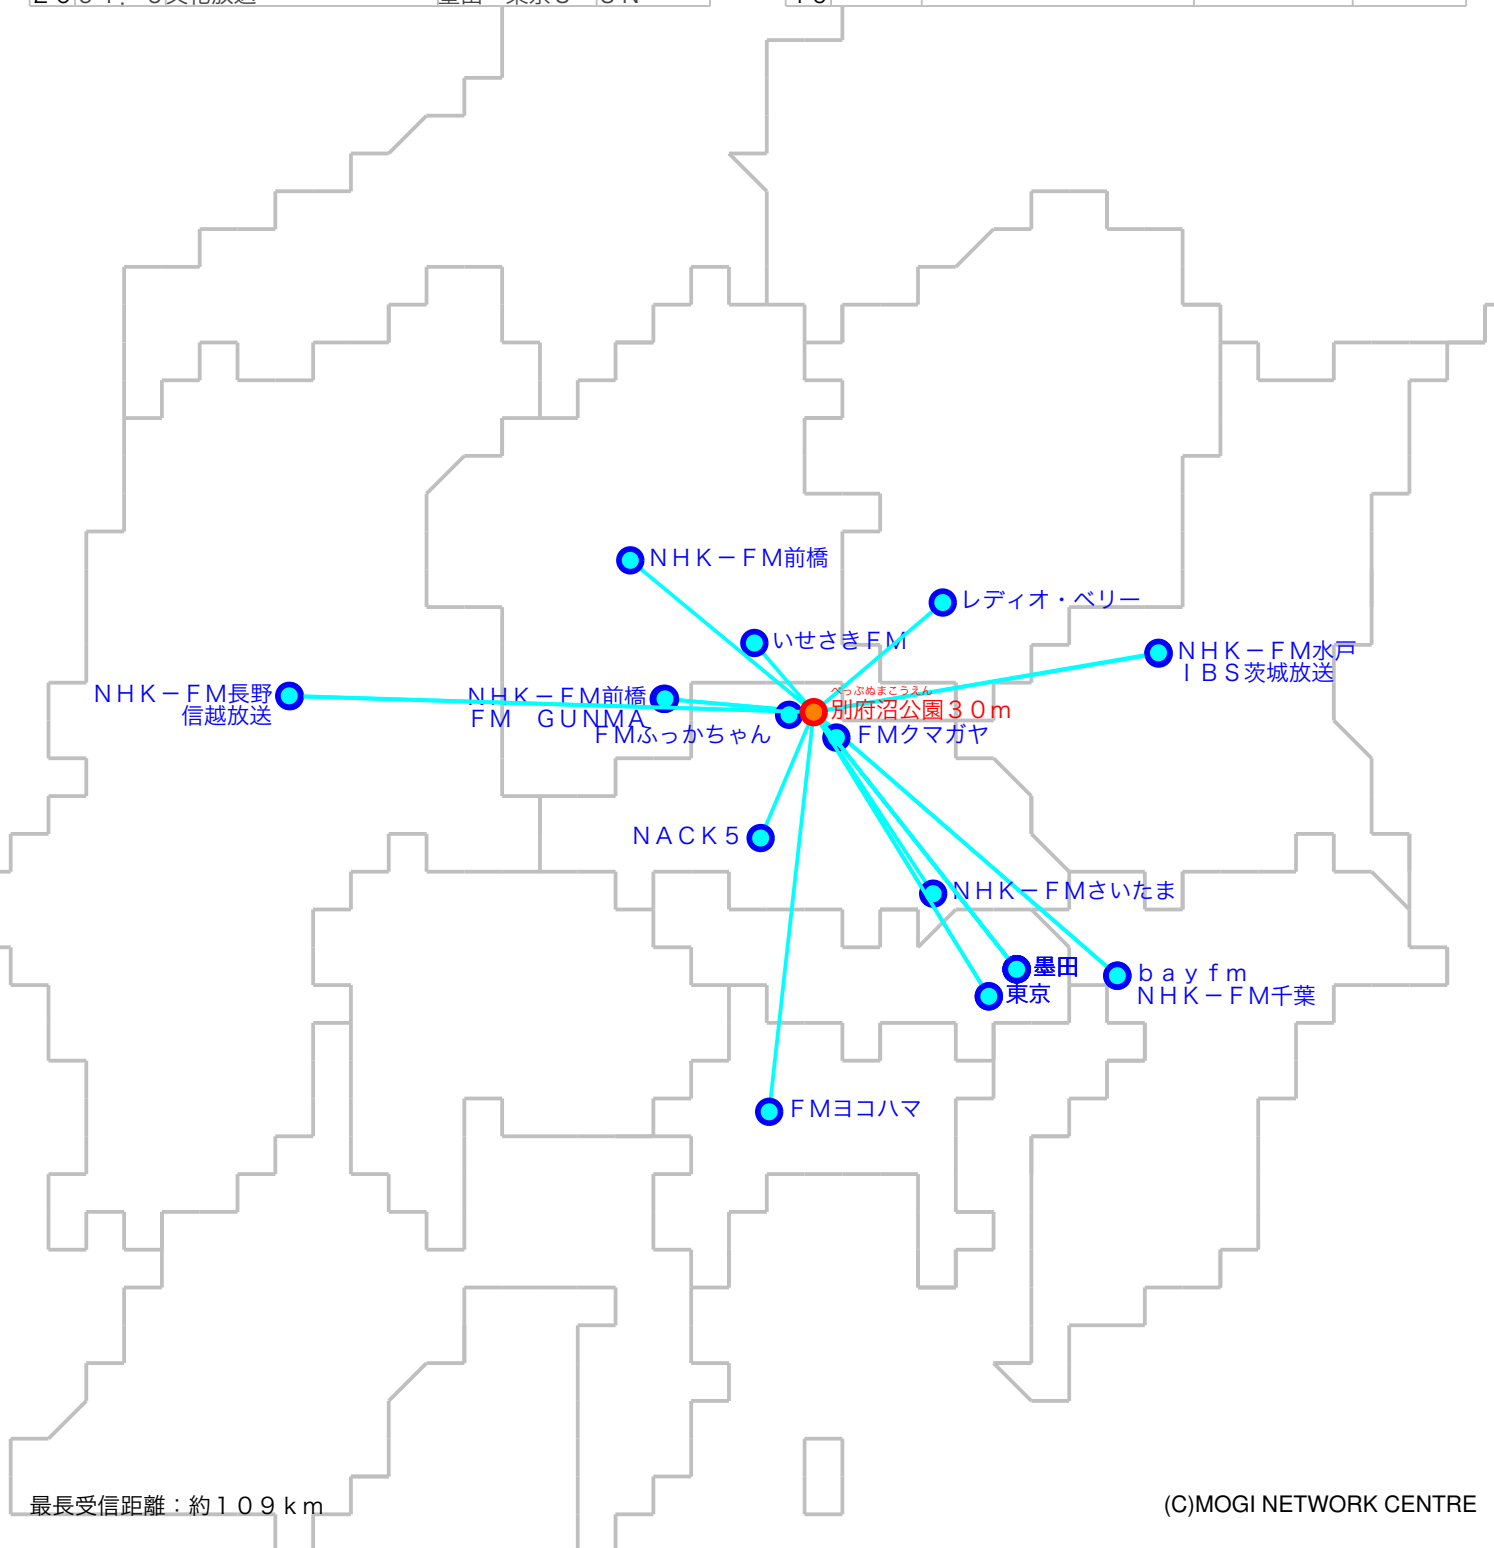 ＮＨＫ－ＦＭ前橋
レディオ・ベリー
いせさきＦＭ
ＮＨＫ－ＦＭ水戸
ＩＢＳ茨城放送
ＮＨＫ－ＦＭ長野
信越放送
ＮＨＫ－ＦＭ前橋
ＦＭ　ＧＵＮＭＡ
べっぷぬまこうえん
別府沼公園３０ｍ
ＦＭふっかちゃん
ＦＭクマガヤ
ＮＡＣＫ５
ＮＨＫ－ＦＭさいたま
墨田
東京
ｂａｙｆｍ
ＮＨＫ－ＦＭ千葉
ＦＭヨコハマ
最長受信距離：約１０９ｋｍ
(C)MOGI NETWORK CENTRE